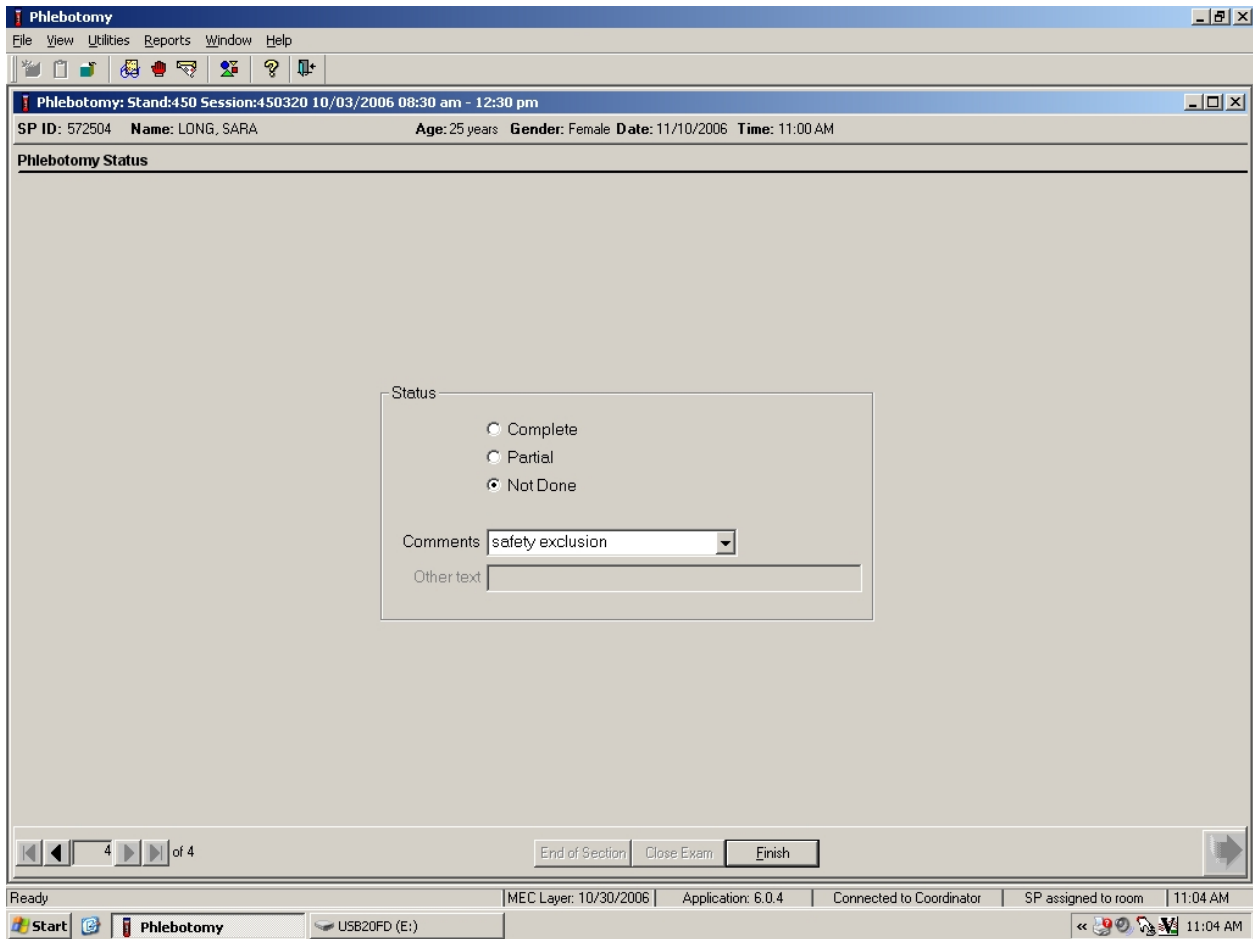 Phlebotomy
File View Utilities Reports Window Help
Phlebotomy: Stand:450 Session:450320 10/03/2006 08:30 am - 12:30 pm
SP ID: 572504 Name: LONG, SARA Age: 25 years Gender: Female Date: 11/10/2006 Time: 11:00 AM
Phlebotomy Status
Status
Complete
Partial
Not Done
Comments safety exclusion
Other text
4 of 4 End of Section Close Exam Finish
Ready MEC Layer: 10/30/2006 Application: 6.0.4 Connected to Coordinator SP assigned to room 11:04 AM
Start Phlebotomy USB20FD (E:) « 11:04 AM